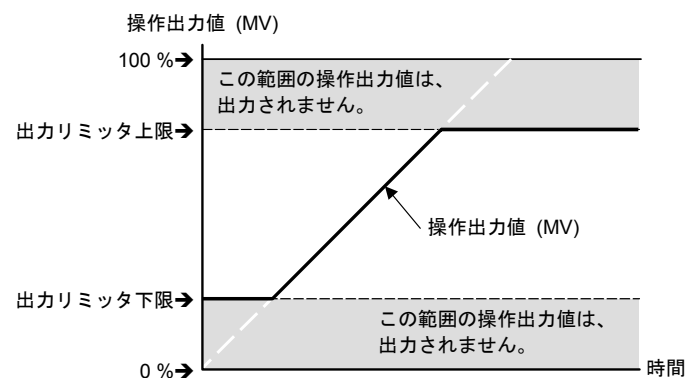 操作出力値 (MV)
100 %➔
この範囲の操作出力値は、
出力されません。
出力リミッタ上限➔
操作出力値 (MV)
出力リミッタ下限➔
この範囲の操作出力値は、
出力されません。
0 %➔
時間